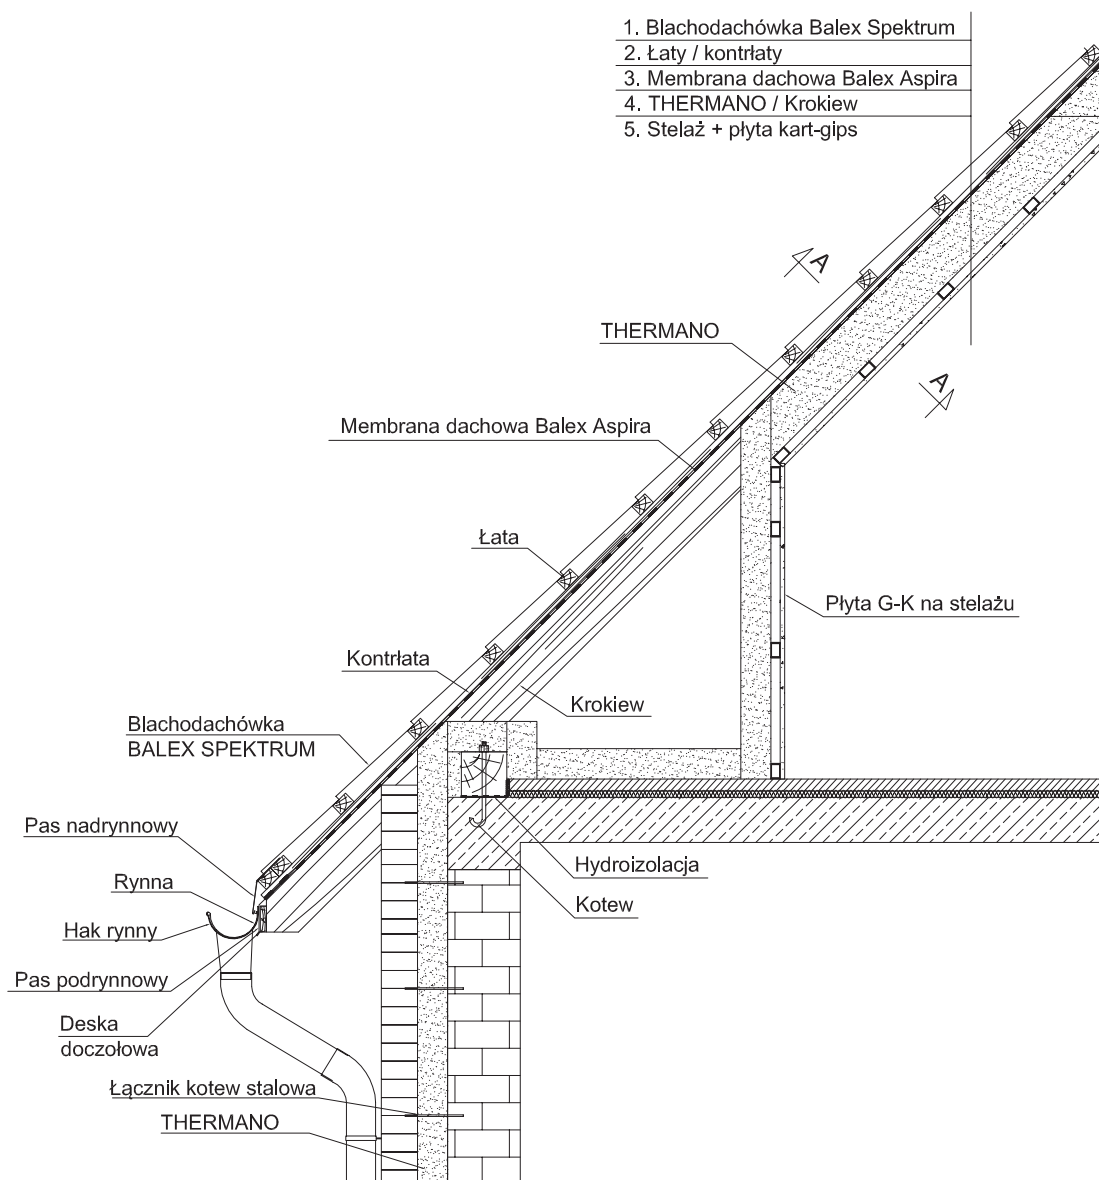 1. Blachodachówka Balex Spektrum
2. Łaty / kontrłaty
3. Membrana dachowa Balex Aspira
4. THERMANO / Krokiew
5. Stelaż + płyta kart-gips
A
THERMANO
A
Membrana dachowa Balex Aspira
Łata
Płyta G-K na stelażu
Kontrłata
Krokiew
Blachodachówka
BALEX SPEKTRUM
Pas nadrynnowy
Hydroizolacja
Rynna
Kotew
Hak rynny
Pas podrynnowy
Deska
doczołowa
Łącznik kotew stalowa
THERMANO